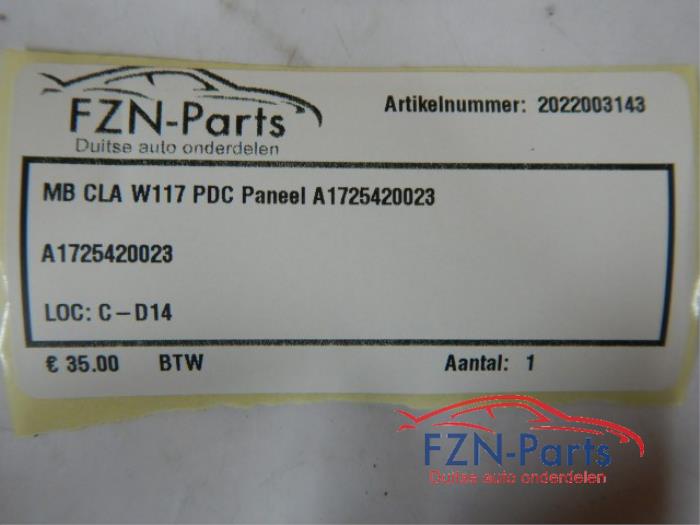 FZN-Parts
Duitse auto onderdelen
Artikelnummer: 2022003143
MB CLA W117 PDC Paneel A1725420023
A1725420023
LOC: C-D14
€ 35.00 BTW Aantal: 1
FZN-Parts
Duitse auto onderdelen